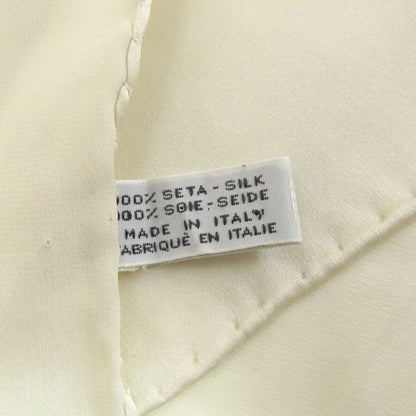 100% SETA - SILK
100% SOIE - SEIDE
MADE IN ITALY
FABRIQUÉ EN ITALIE